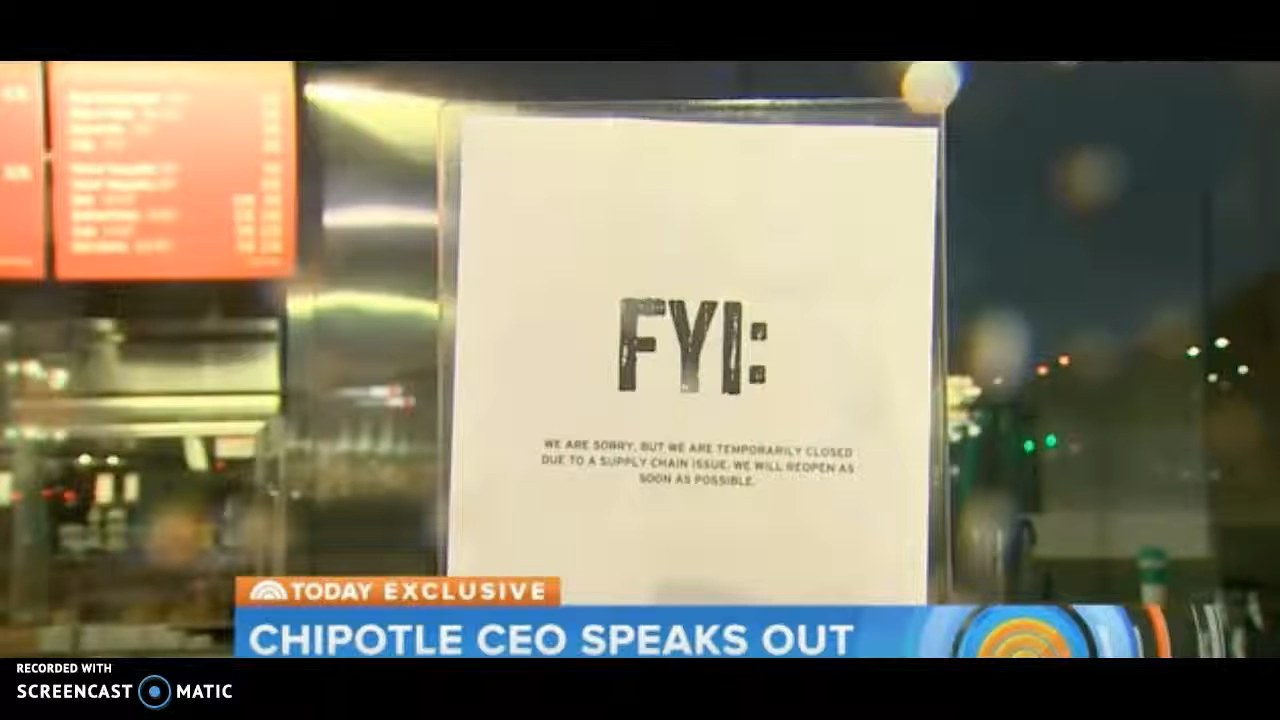 FYI:
WE ARE SORRY, BUT WE ARE TEMPORARILY CLOSED
DUE TO A SUPPLY CHAIN ISSUE. WE WILL REOPEN AS
SOON AS POSSIBLE.
TODAY EXCLUSIVE
CHIPOTLE CEO SPEAKS OUT
RECORDED WITH
SCREENCAST MATIC